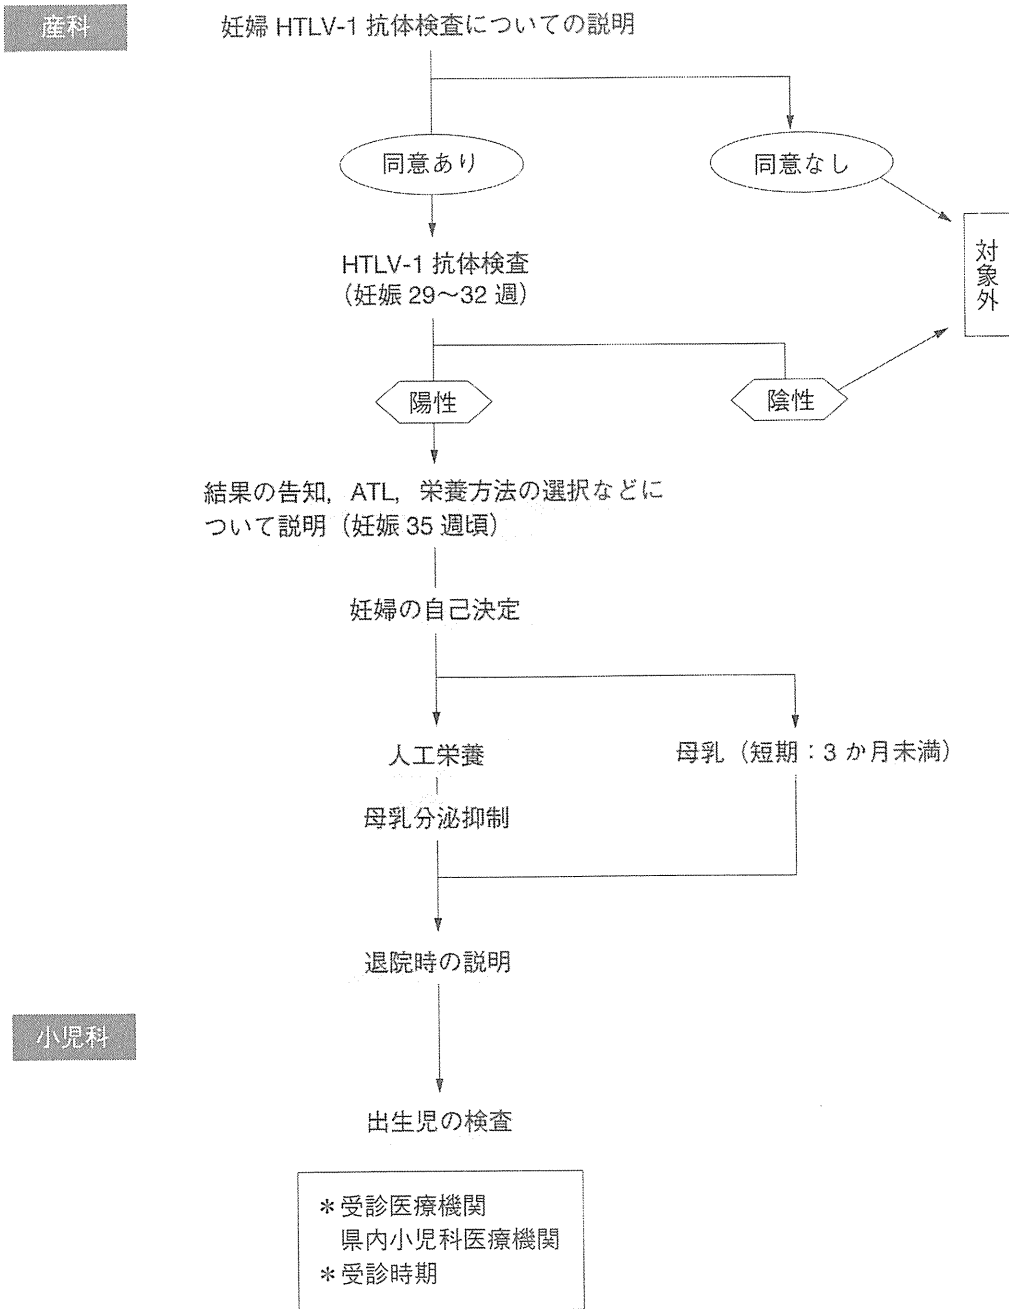 産科
妊婦 HTLV-1 抗体検査についての説明
同意あり
同意なし
対象外
HTLV-1 抗体検査
（妊娠 29〜32 週）
陽性
陰性
結果の告知，ATL，栄養方法の選択などに
ついて説明（妊娠 35 週頃）
妊婦の自己決定
人工栄養
母乳（短期：3 か月未満）
母乳分泌抑制
退院時の説明
小児科
出生児の検査
＊受診医療機関
県内小児科医療機関
＊受診時期